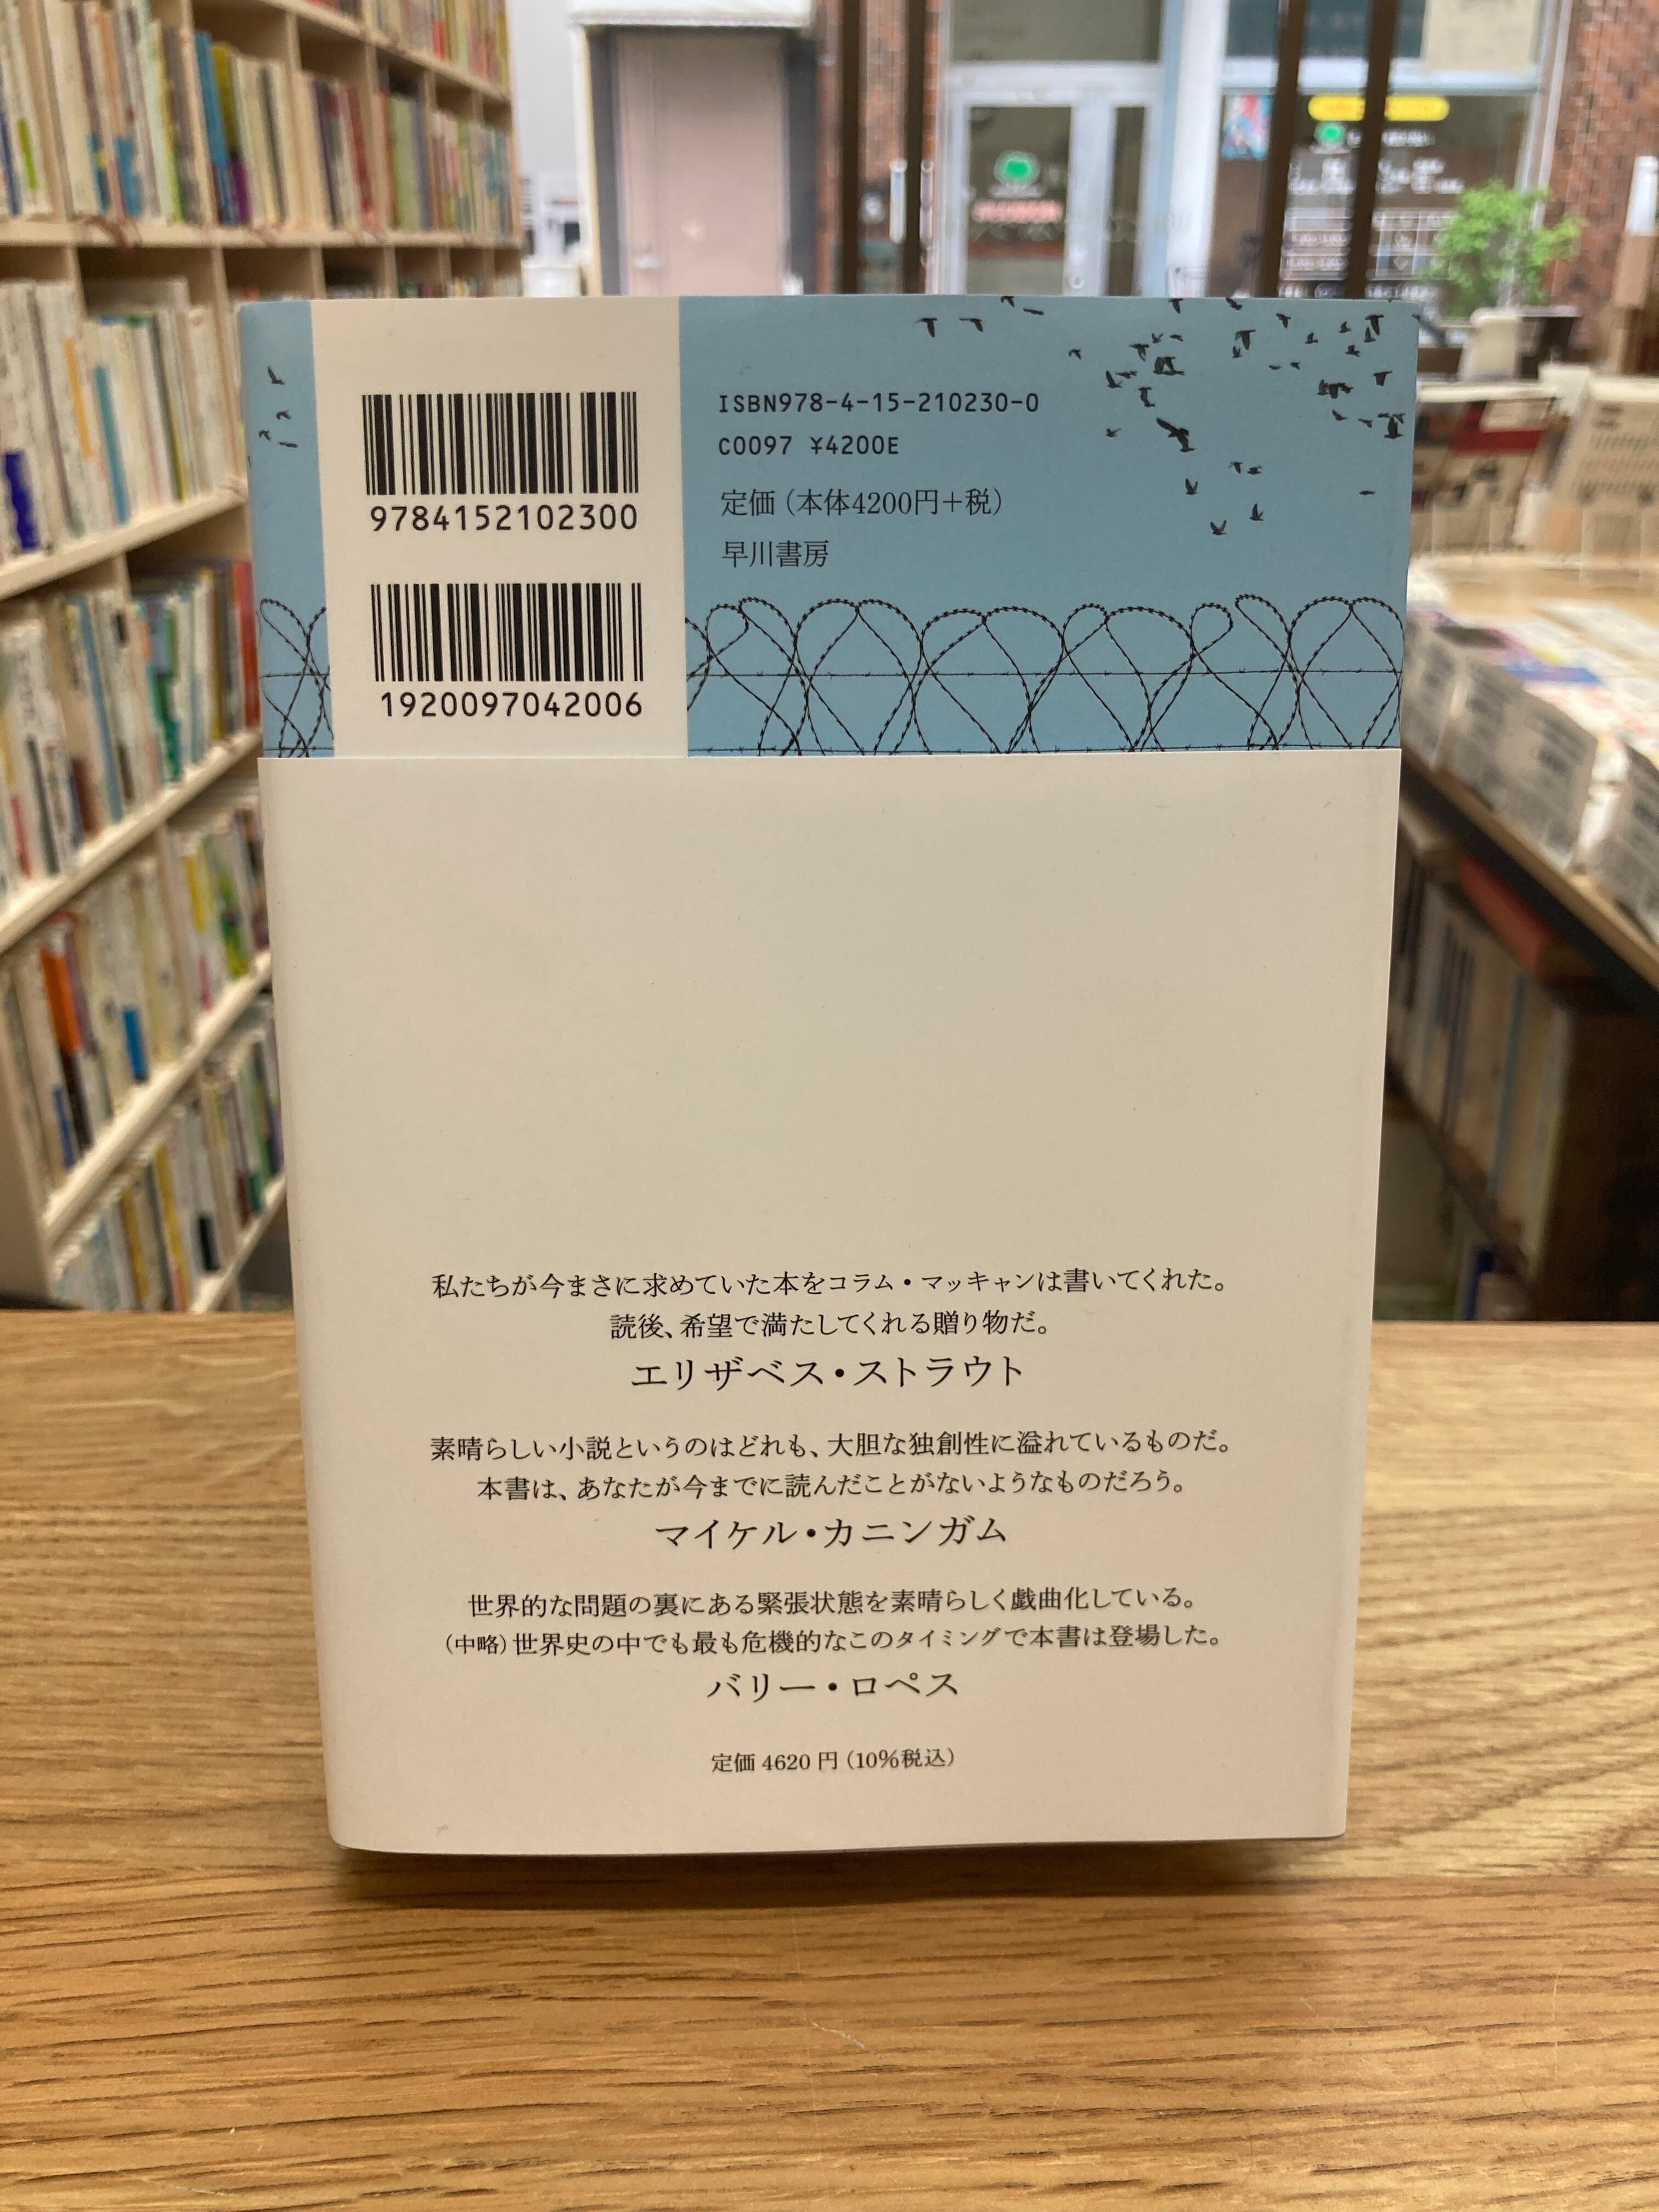 9784152102300
1920097042006
ISBN978-4-15-210230-0
C0097 ¥4200E
定価（本体4200円＋税）
早川書房
私たちが今まさに求めていた本をコラム・マッキャンは書いてくれた。
読後、希望で満たしてくれる贈り物だ。
エリザベス・ストラウト
素晴らしい小説というのはどれも、大胆な独創性に溢れているものだ。
本書は、あなたが今までに読んだことがないようなものだろう。
マイケル・カニンガム
世界的な問題の裏にある緊張状態を素晴らしく戯曲化している。
（中略）世界史の中でも最も危機的なこのタイミングで本書は登場した。
バリー・ロペス
定価 4620 円（10％税込）